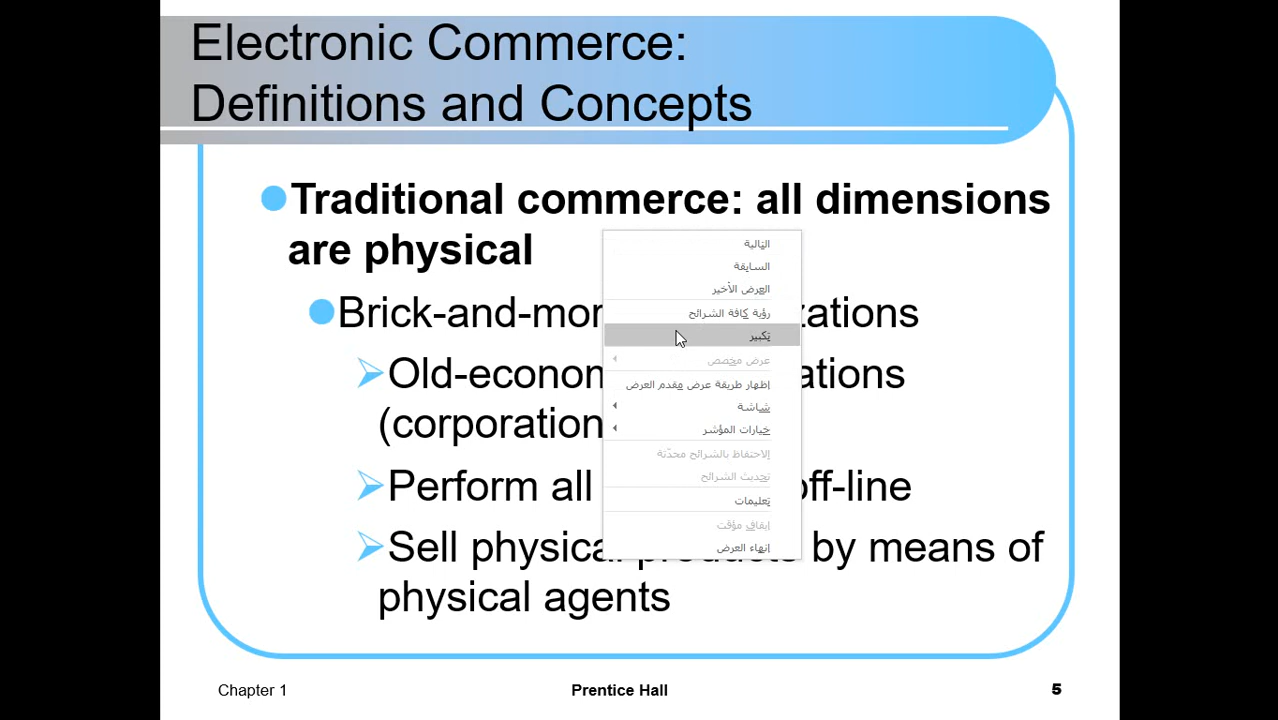 Electronic Commerce:
Definitions and Concepts
Traditional commerce: all dimensions
are physical
Brick-and-mor zations
Old-econom ations
(corporation
Perform all off-line
Sell physical products by means of
physical agents
التالية
السابقة
العرض الأخير
رؤية كافة الشرائح
تكبير
عرض مخصص
إظهار طريقة عرض مقدم العرض
شاشة
خيارات المؤشر
الاحتفاظ بالشرائح محدّثة
تحديث الشرائح
تعليمات
إيقاف مؤقت
إنهاء العرض
Chapter 1
Prentice Hall
5